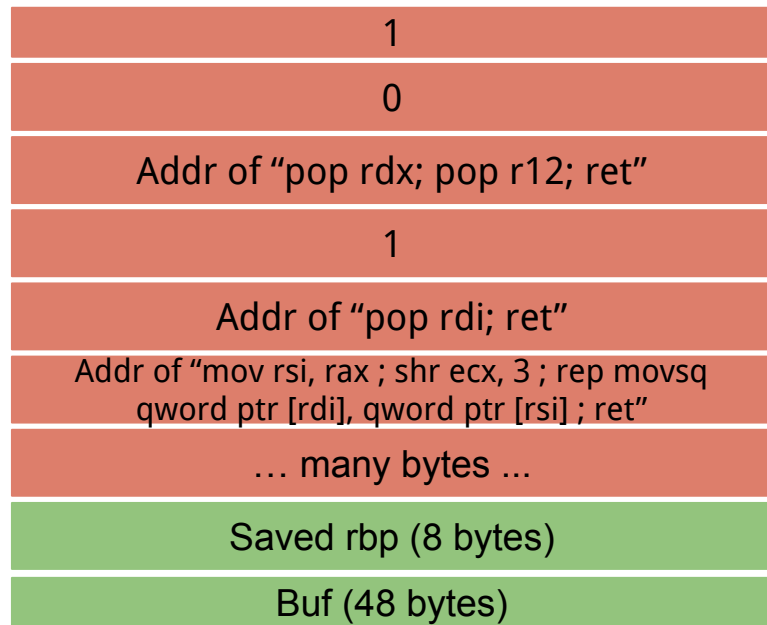 1
0
Addr of “pop rdx; pop r12; ret”
1
Addr of “pop rdi; ret”
Addr of “mov rsi, rax ; shr ecx, 3 ; rep movsq
qword ptr [rdi], qword ptr [rsi] ; ret”
… many bytes ...
Saved rbp (8 bytes)
Buf (48 bytes)